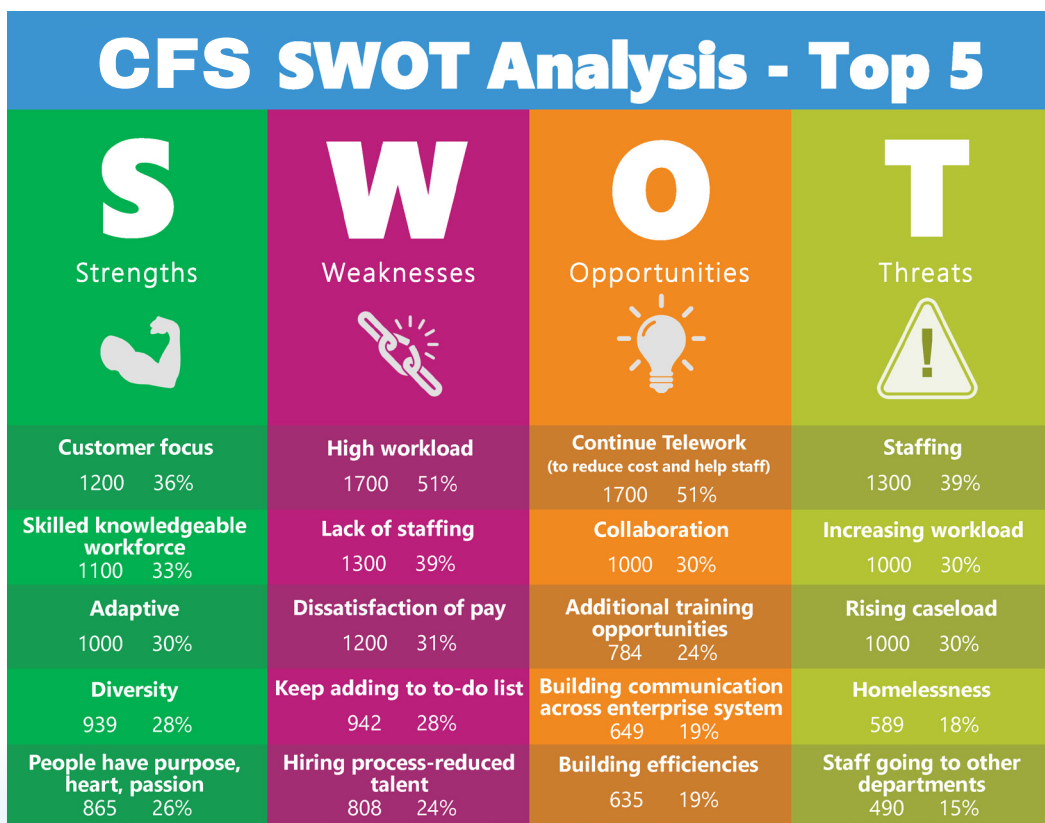 CFS SWOT Analysis - Top 5
S
Strengths
Customer focus
1200 36%
Skilled knowledgeable
workforce
1100 33%
Adaptive
1000 30%
Diversity
939 28%
People have purpose,
heart, passion
865 26%
W
Weaknesses
High workload
1700 51%
Lack of staffing
1300 39%
Dissatisfaction of pay
1200 31%
Keep adding to to-do list
942 28%
Hiring process-reduced
talent
808 24%
O
Opportunities
Continue Telework
(to reduce cost and help staff)
1700 51%
Collaboration
1000 30%
Additional training
opportunities
784 24%
Building communication
across enterprise system
649 19%
Building efficiencies
635 19%
T
Threats
!
Staffing
1300 39%
Increasing workload
1000 30%
Rising caseload
1000 30%
Homelessness
589 18%
Staff going to other
departments
490 15%